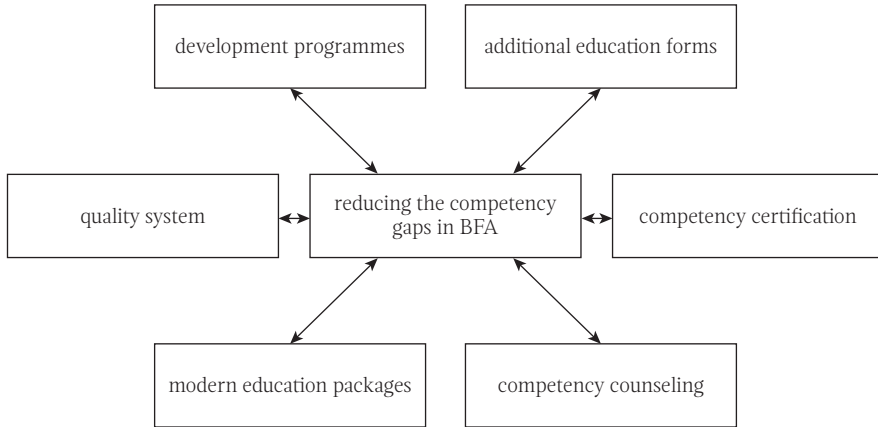 development programmes
additional education forms
quality system
reducing the competency
gaps in BFA
competency certification
modern education packages
competency counseling